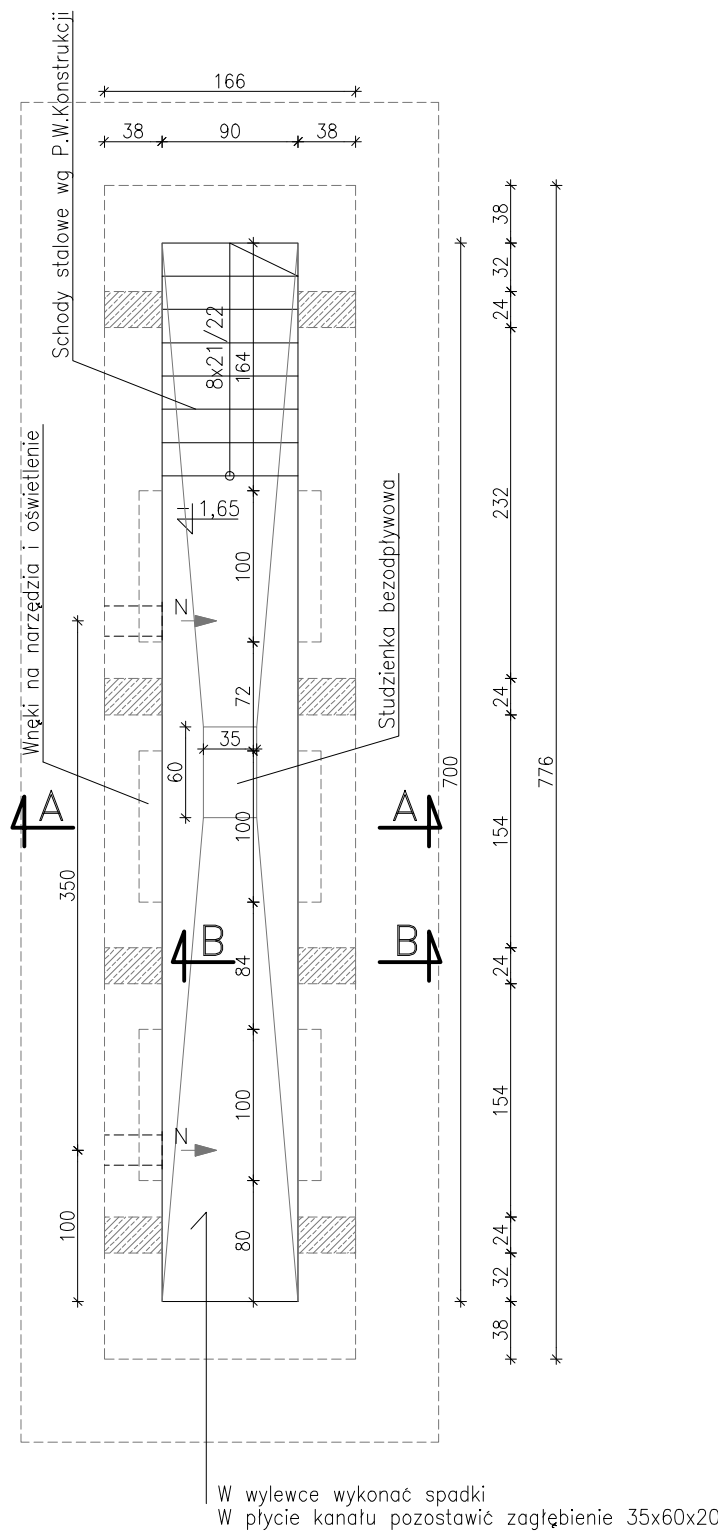 Schody stalowe wg P.W.Konstrukcji
166
38
90
38
38
32
24
8x21/22
164
232
Wnęki na narzędzia i oświetlenie
1,65
Studzienka bezodpływowa
100
N
72
24
35
60
700
776
A
A
100
154
350
B
B
84
24
100
154
N
100
80
24
32
38
W wylewce wykonać spadki
W płycie kanału pozostawić zagłębienie 35x60x20